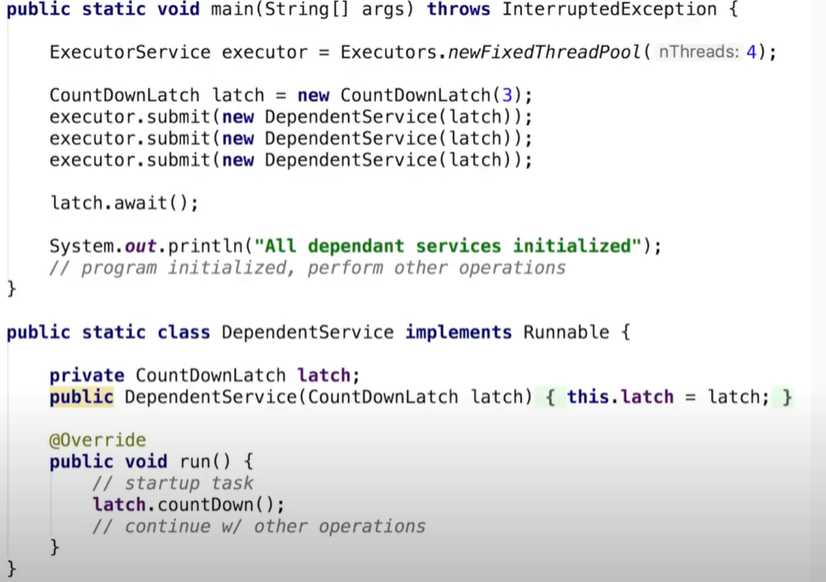 public static void main(String[] args) throws InterruptedException {
ExecutorService executor = Executors.newFixedThreadPool( nThreads: 4);
CountDownLatch latch = new CountDownLatch(3);
executor.submit(new DependentService(latch));
executor.submit(new DependentService(latch));
executor.submit(new DependentService(latch));
latch.await();
System.out.println("All dependant services initialized");
// program initialized, perform other operations
}
public static class DependentService implements Runnable {
private CountDownLatch latch;
public DependentService(CountDownLatch latch) { this.latch = latch; }
@Override
public void run() {
// startup task
latch.countDown();
// continue w/ other operations
}
}